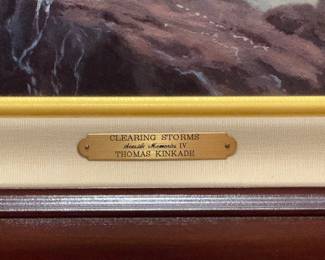 CLEARING STORMS
Seaside Memories IV
THOMAS KINKADE